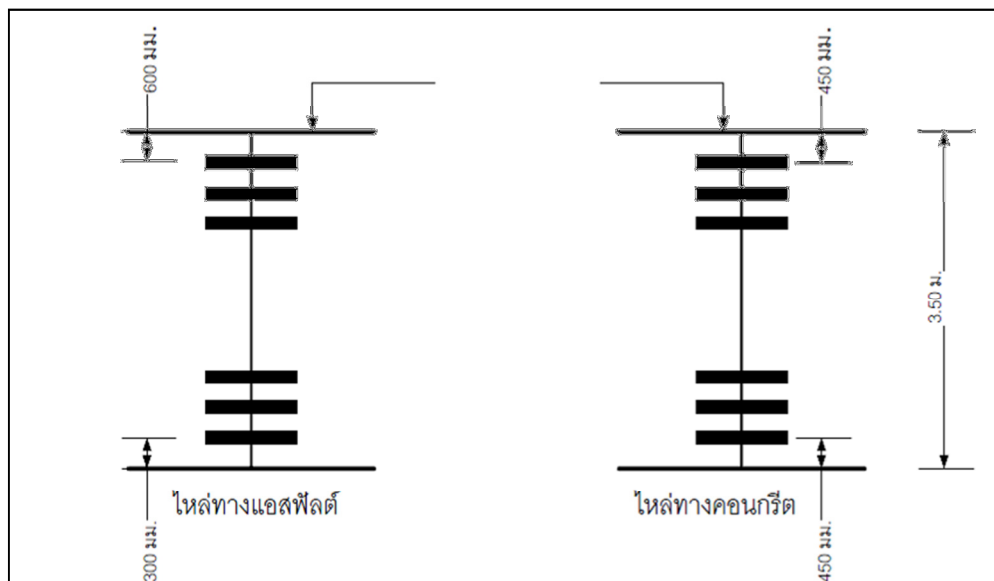 600 มม.
450 มม.
3.50 ม.
ไหล่ทางแอสฟัลต์
ไหล่ทางคอนกรีต
300 มม.
450 มม.